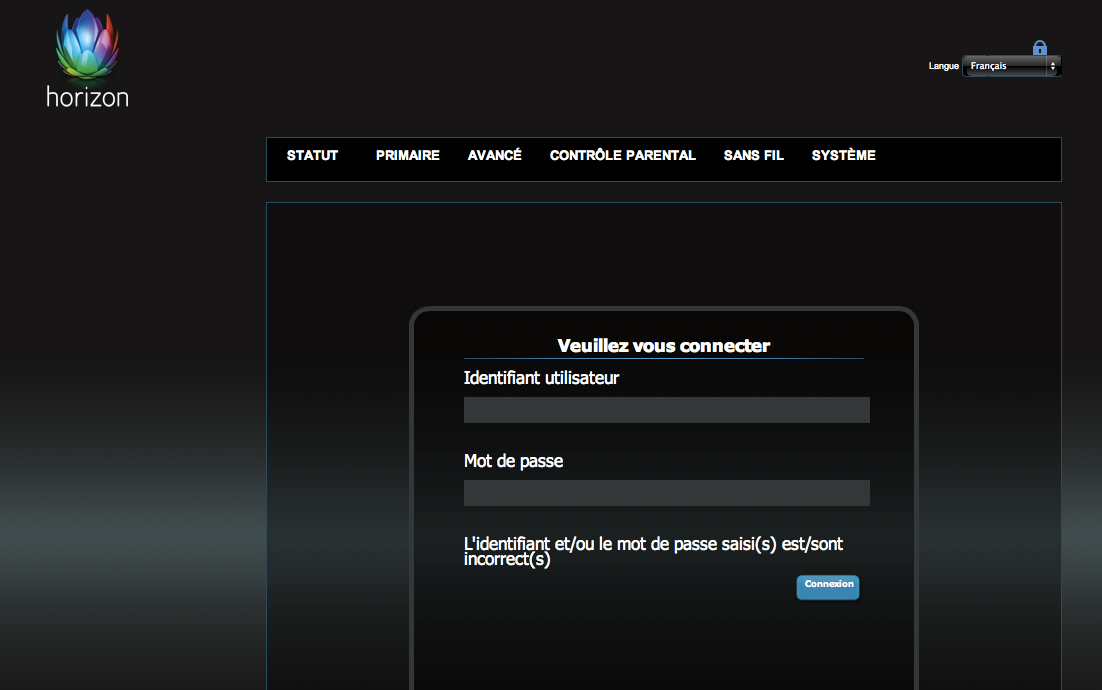 horizon
Langue Français
STATUT PRIMAIRE AVANCÉ CONTRÔLE PARENTAL SANS FIL SYSTÈME
Veuillez vous connecter
Identifiant utilisateur
Mot de passe
L'identifiant et/ou le mot de passe saisi(s) est/sont
incorrect(s)
Connexion